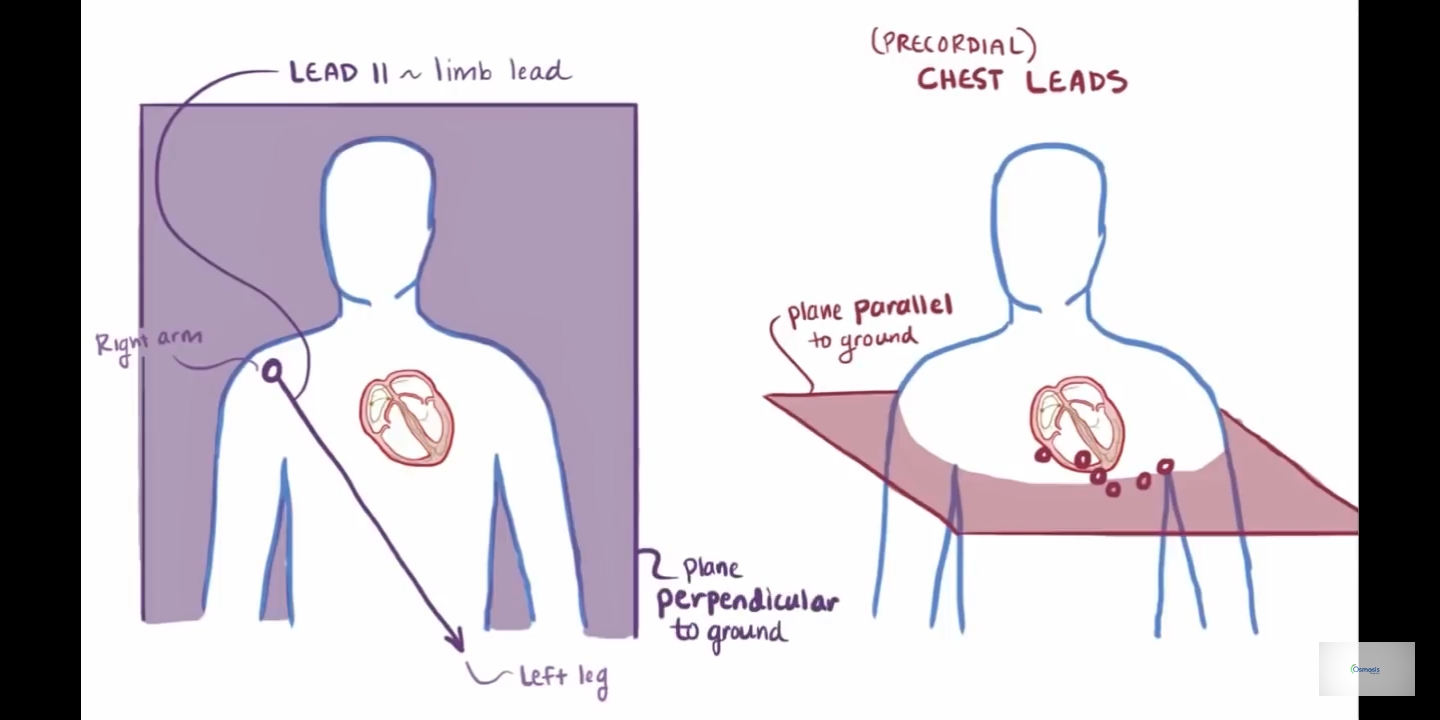 LEAD II ~ limb lead
Right arm
plane
perpendicular
to ground
Left leg
(PRECORDIAL)
CHEST LEADS
plane parallel
to ground
Osmosis